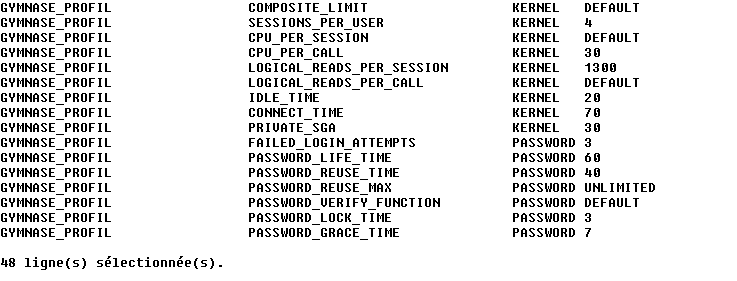 GYMNASE_PROFIL COMPOSITE_LIMIT KERNEL DEFAULT
GYMNASE_PROFIL SESSIONS_PER_USER KERNEL 4
GYMNASE_PROFIL CPU_PER_SESSION KERNEL DEFAULT
GYMNASE_PROFIL CPU_PER_CALL KERNEL 30
GYMNASE_PROFIL LOGICAL_READS_PER_SESSION KERNEL 1300
GYMNASE_PROFIL LOGICAL_READS_PER_CALL KERNEL DEFAULT
GYMNASE_PROFIL IDLE_TIME KERNEL 20
GYMNASE_PROFIL CONNECT_TIME KERNEL 70
GYMNASE_PROFIL PRIVATE_SGA KERNEL 30
GYMNASE_PROFIL FAILED_LOGIN_ATTEMPTS PASSWORD 3
GYMNASE_PROFIL PASSWORD_LIFE_TIME PASSWORD 60
GYMNASE_PROFIL PASSWORD_REUSE_TIME PASSWORD 40
GYMNASE_PROFIL PASSWORD_REUSE_MAX PASSWORD UNLIMITED
GYMNASE_PROFIL PASSWORD_VERIFY_FUNCTION PASSWORD DEFAULT
GYMNASE_PROFIL PASSWORD_LOCK_TIME PASSWORD 3
GYMNASE_PROFIL PASSWORD_GRACE_TIME PASSWORD 7
48 ligne(s) sélectionnée(s).